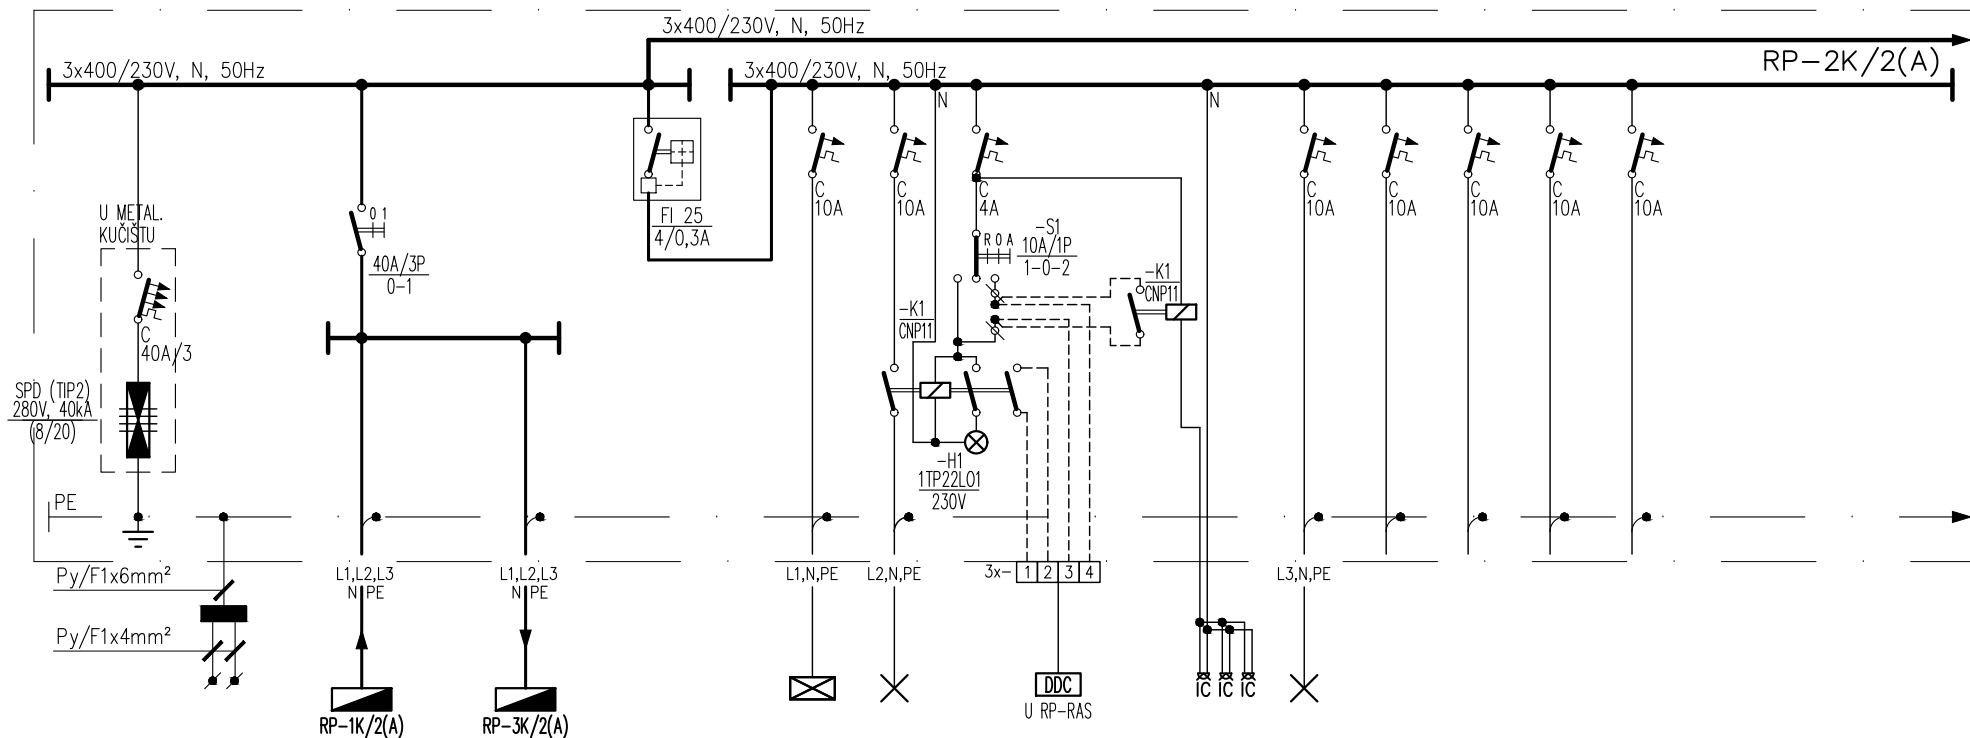 3x400/230V, N, 50Hz
RP-2K/2(A)
3x400/230V, N, 50Hz
3x400/230V, N, 50Hz
N
N
C
10A
C
10A
C
4A
C
10A
C
10A
C
10A
C
10A
C
10A
U METAL.
KUČIŠTU
0 1
FI 25
4/0,3A
40A/3P
0-1
R 0 A
-S1
10A/1P
1-0-2
-K1
CNP11
-K1
CNP11
C
40A/3
SPD (TIP2)
280V, 40kA
(8/20)
-H1
1TP22L01
230V
PE
Py/F1x6mm²
Py/F1x4mm²
L1,L2,L3
N PE
L1,L2,L3
N PE
L1,N,PE
L2,N,PE
3x- 1 2 3 4
L3,N,PE
DDC
U RP-RAS
IC IC IC
RP-1K/2(A)
RP-3K/2(A)